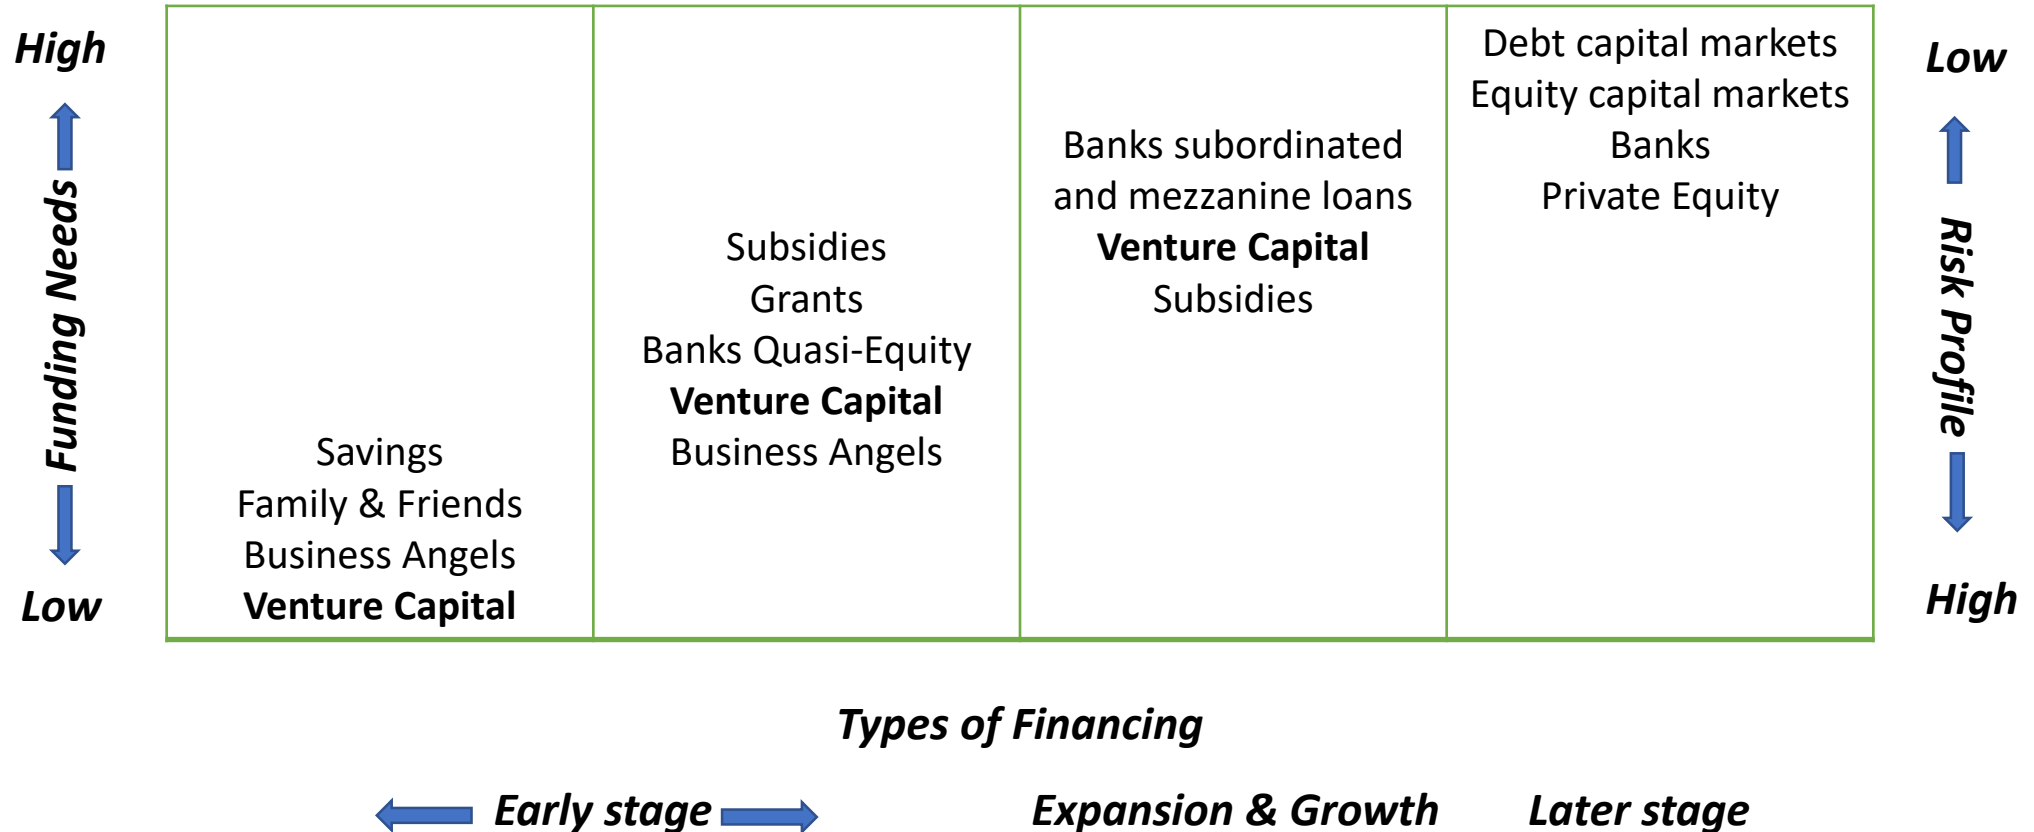 High
Funding Needs
Low
Savings
Family & Friends
Business Angels
Venture Capital
Subsidies
Grants
Banks Quasi-Equity
Venture Capital
Business Angels
Banks subordinated
and mezzanine loans
Venture Capital
Subsidies
Debt capital markets
Equity capital markets
Banks
Private Equity
Low
Risk Profile
High
Types of Financing
Early stage
Expansion & Growth
Later stage